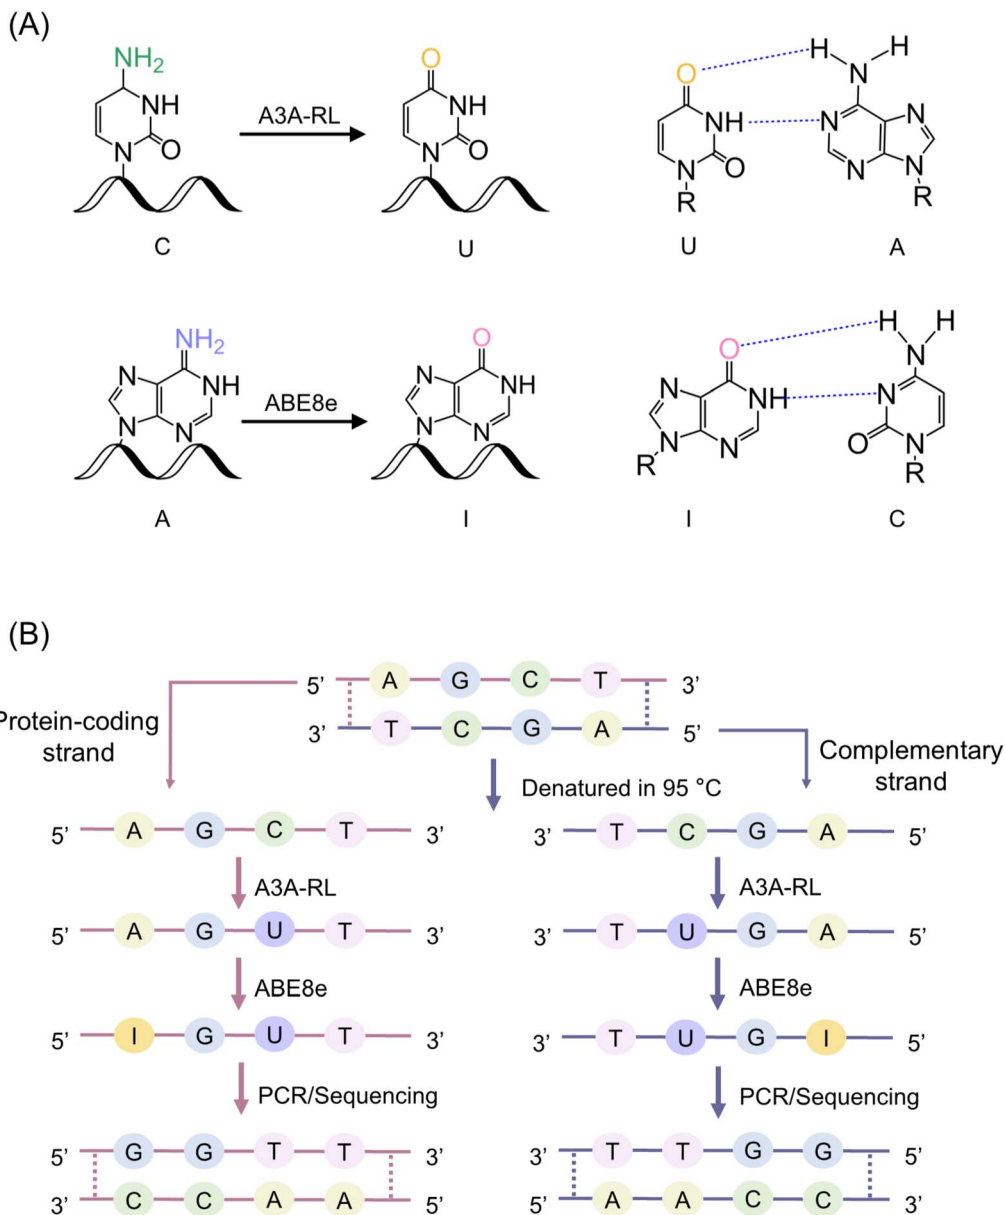 (A)
NH2 O O H H
N
NH A3A-RL NH NH N N
N O N O N O N N
R R
C U U A
NH2 O O H H
N
N NH ABE8e N NH N NH N
N N N N N N O N
R R
A I I C
(B)
5’ A G C T 3’
3’ T C G A 5’
Protein-coding
strand
Complementary
strand
Denatured in 95 °C
5’ A G C T 3’ 3’ T C G A 5’
A3A-RL A3A-RL
5’ A G U T 3’ 3’ T U G A 5’
ABE8e ABE8e
5’ I G U T 3’ 3’ T U G I 5’
PCR/Sequencing PCR/Sequencing
5’ G G T T 3’ 3’ T T G G 5’
3’ C C A A 5’ 5’ A A C C 3’